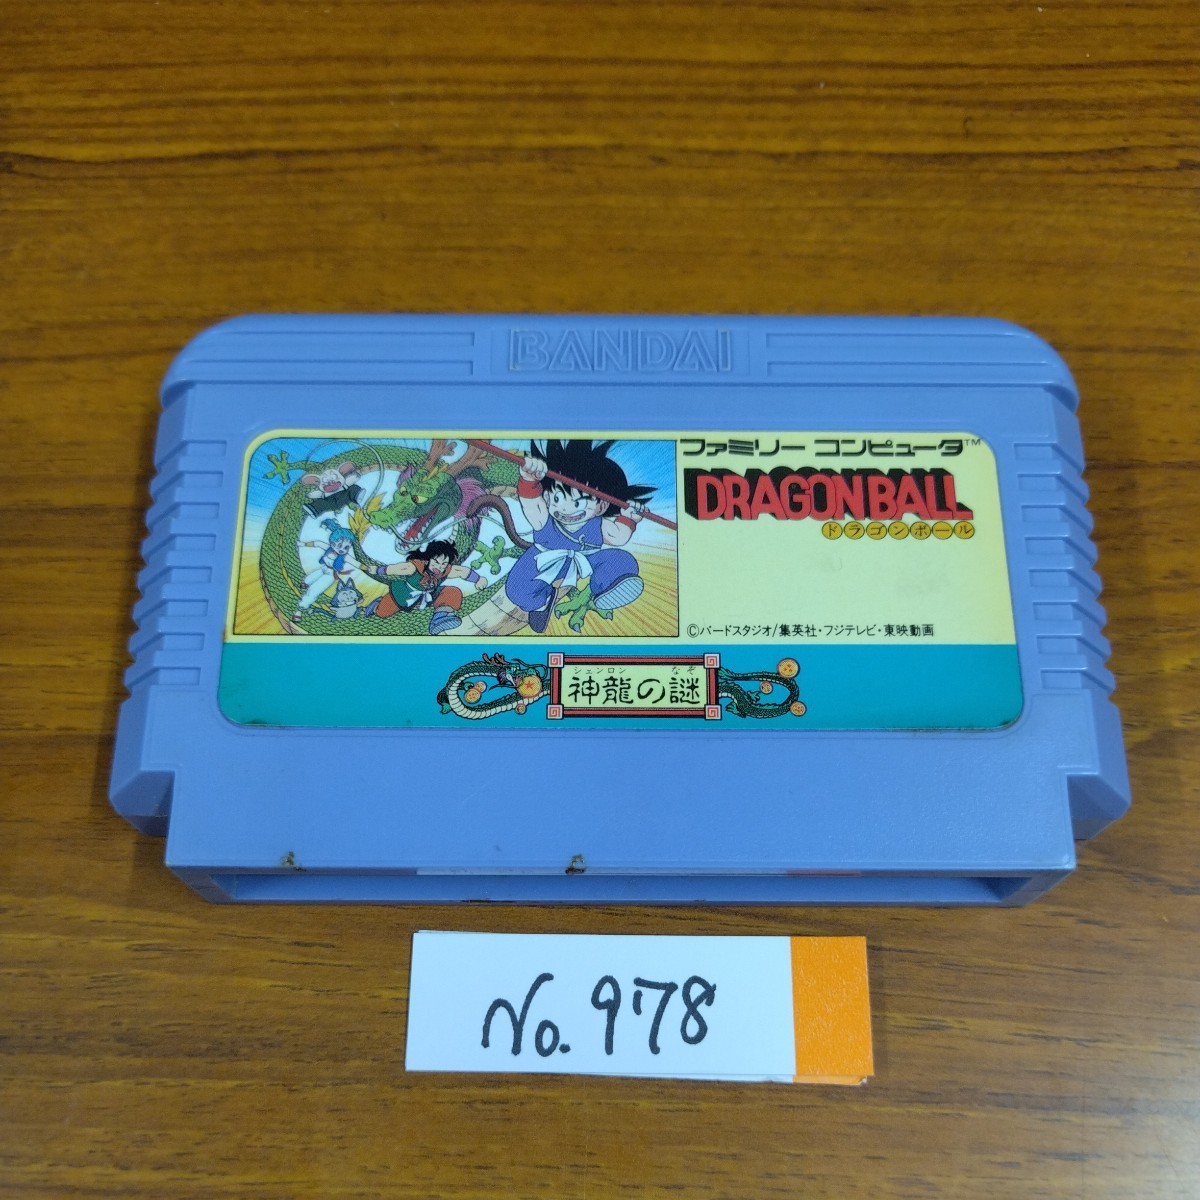 BANDAI
ファミリー コンピュータ™
DRAGONBALL
ドラゴンボール
©バードスタジオ/集英社・フジテレビ・東映動画
シェンロン なぞ
神龍の謎
No. 978